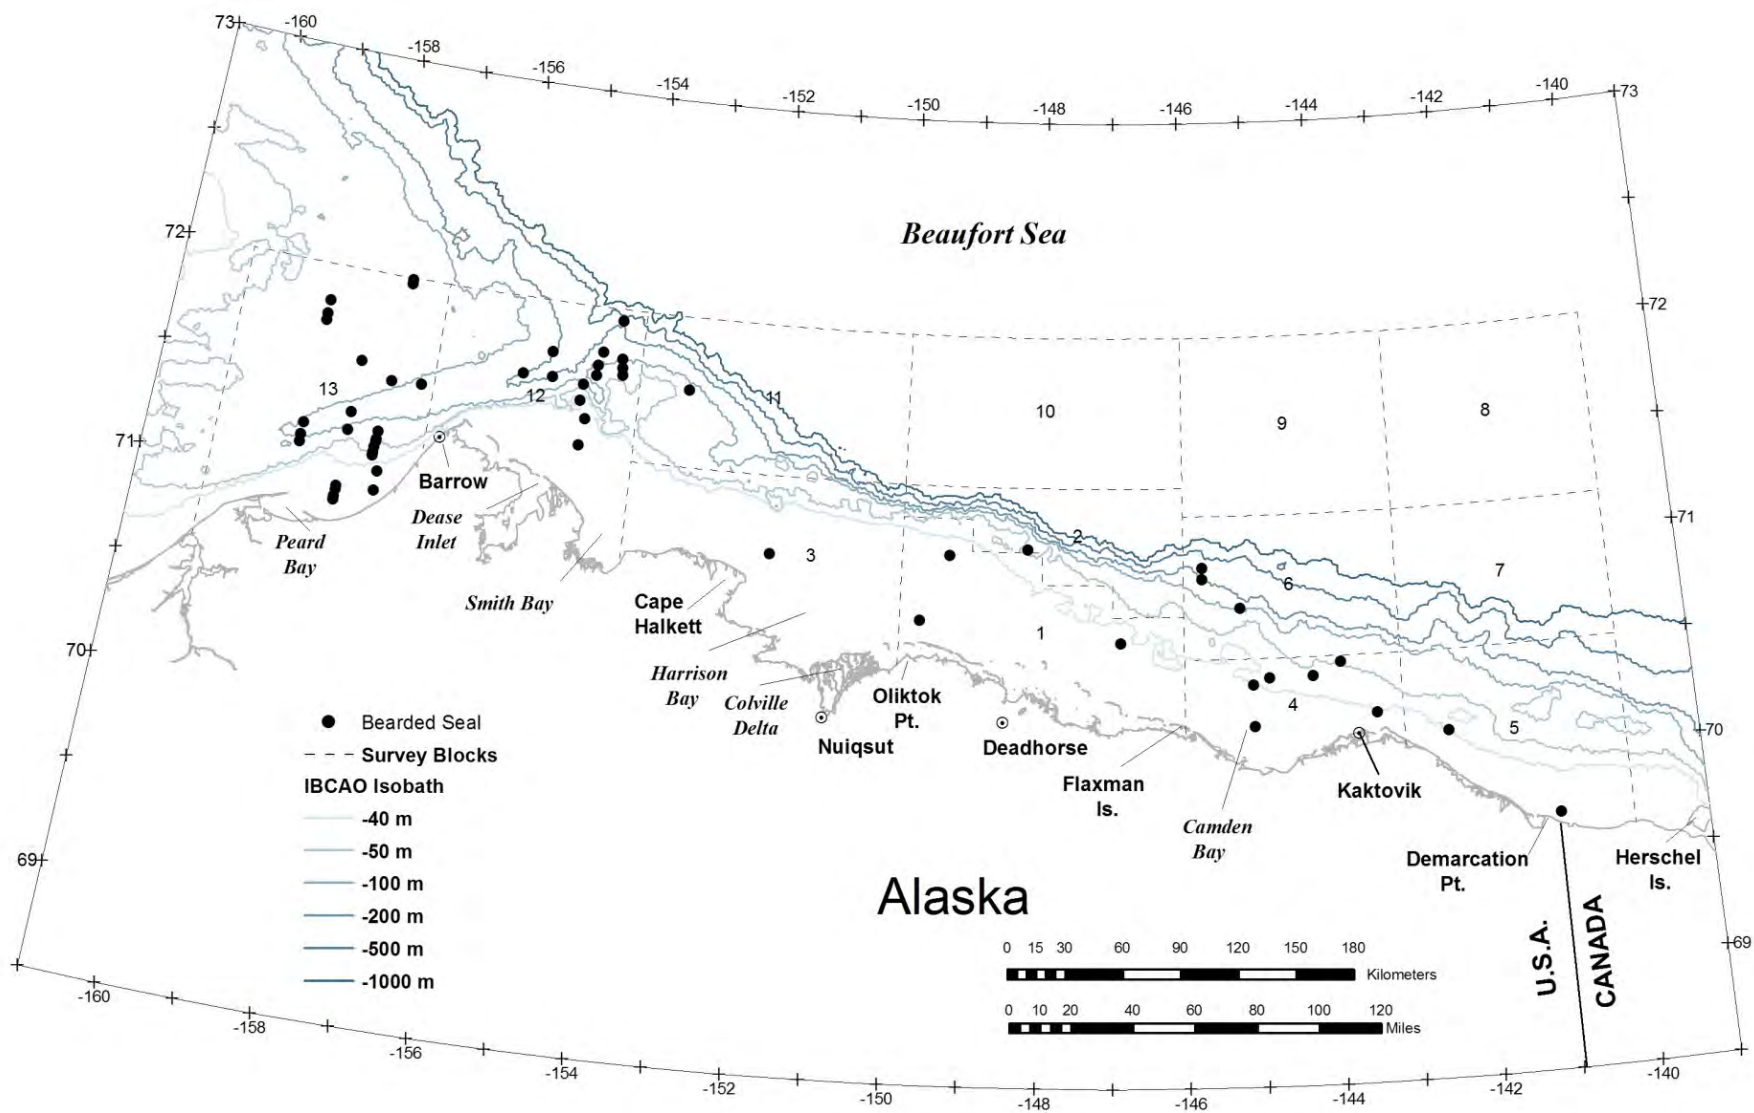 73
-160
-158
-156
-154
-152
-150
-148
-146
-144
-142
-140
73
72
Beaufort Sea
72
13
12
11
10
9
8
71
71
Barrow
Dease
Inlet
Peard
Bay
Smith Bay
Cape
Halkett
3
2
6
7
1
Harrison
Bay
Colville
Delta
Oliktok
Pt.
Nuiqsut
Deadhorse
Flaxman
Is.
4
5
Camden
Bay
Kaktovik
Demarcation
Pt.
Herschel
Is.
70
70
Bearded Seal
Survey Blocks
IBCAO Isobath
-40 m
-50 m
-100 m
-200 m
-500 m
-1000 m
69
69
Alaska
U.S.A.
CANADA
0 15 30 60 90 120 150 180
Kilometers
0 10 20 40 60 80 100 120
Miles
-160
-158
-156
-154
-152
-150
-148
-146
-144
-142
-140